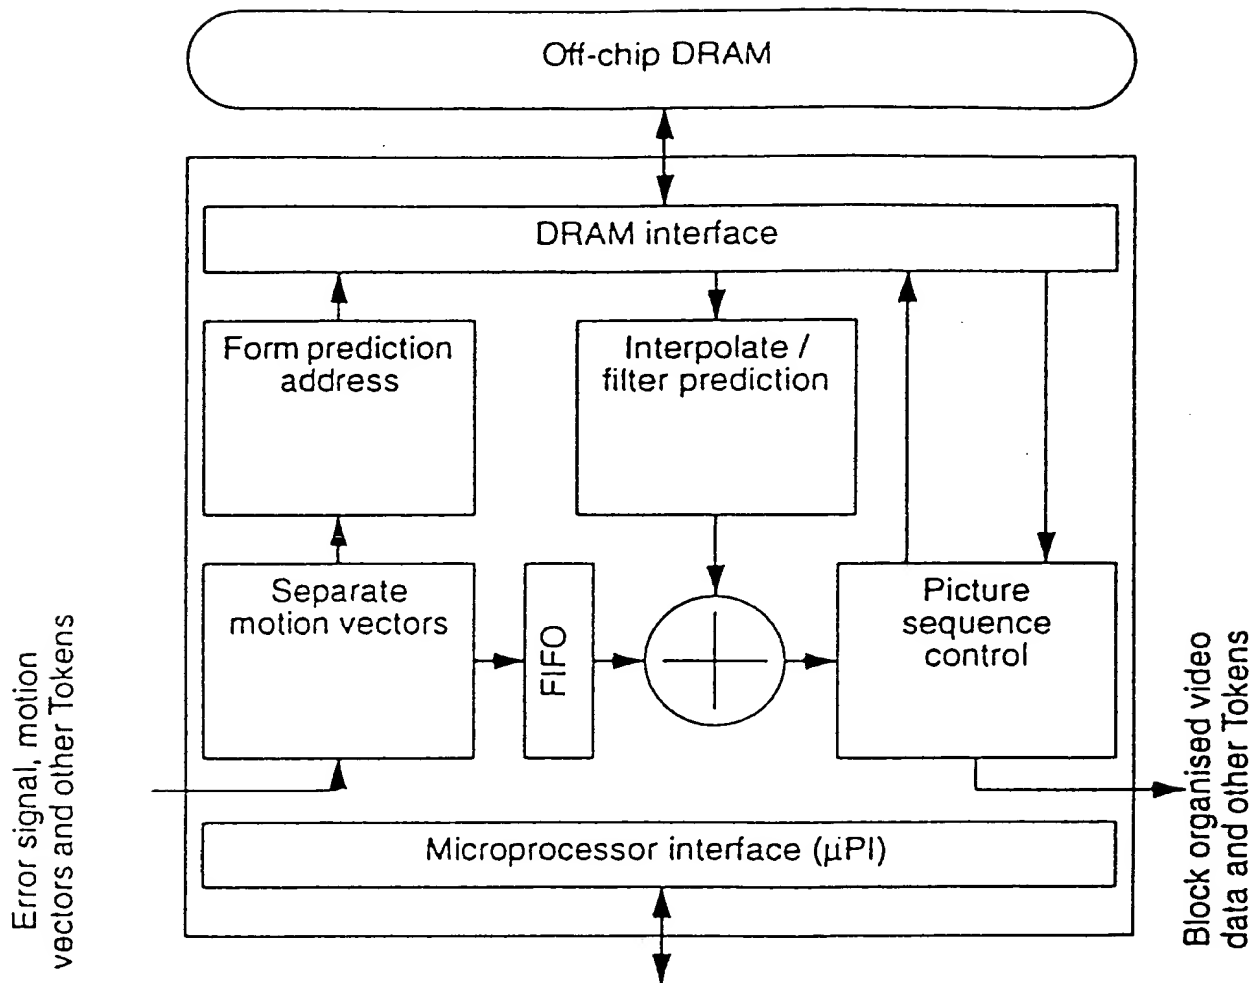 Off-chip DRAM
DRAM interface
Form prediction
address
Interpolate /
filter prediction
Separate
motion vectors
FIFO
Picture
sequence
control
Error signal, motion
vectors and other Tokens
Block organised video
data and other Tokens
Microprocessor interface (µPI)